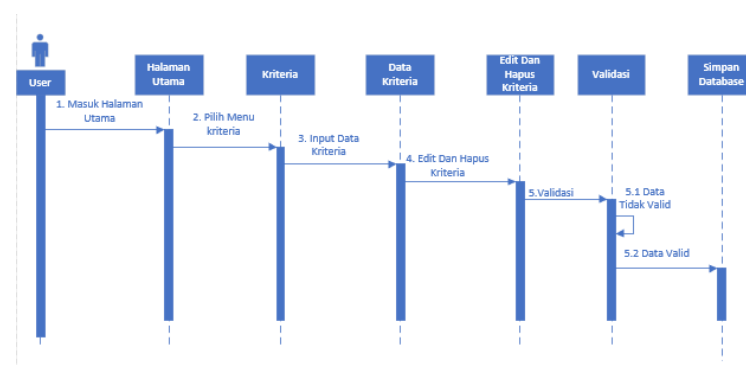 User
Halaman
Utama
Kriteria
Data
Kriteria
Edit Dan
Hapus
Kriteria
Validasi
Simpan
Database
1. Masuk Halaman
Utama
2. Pilih Menu
kriteria
3. Input Data
Kriteria
4. Edit Dan Hapus
Kriteria
5.Validasi
5.1 Data
Tidak Valid
5.2 Data Valid